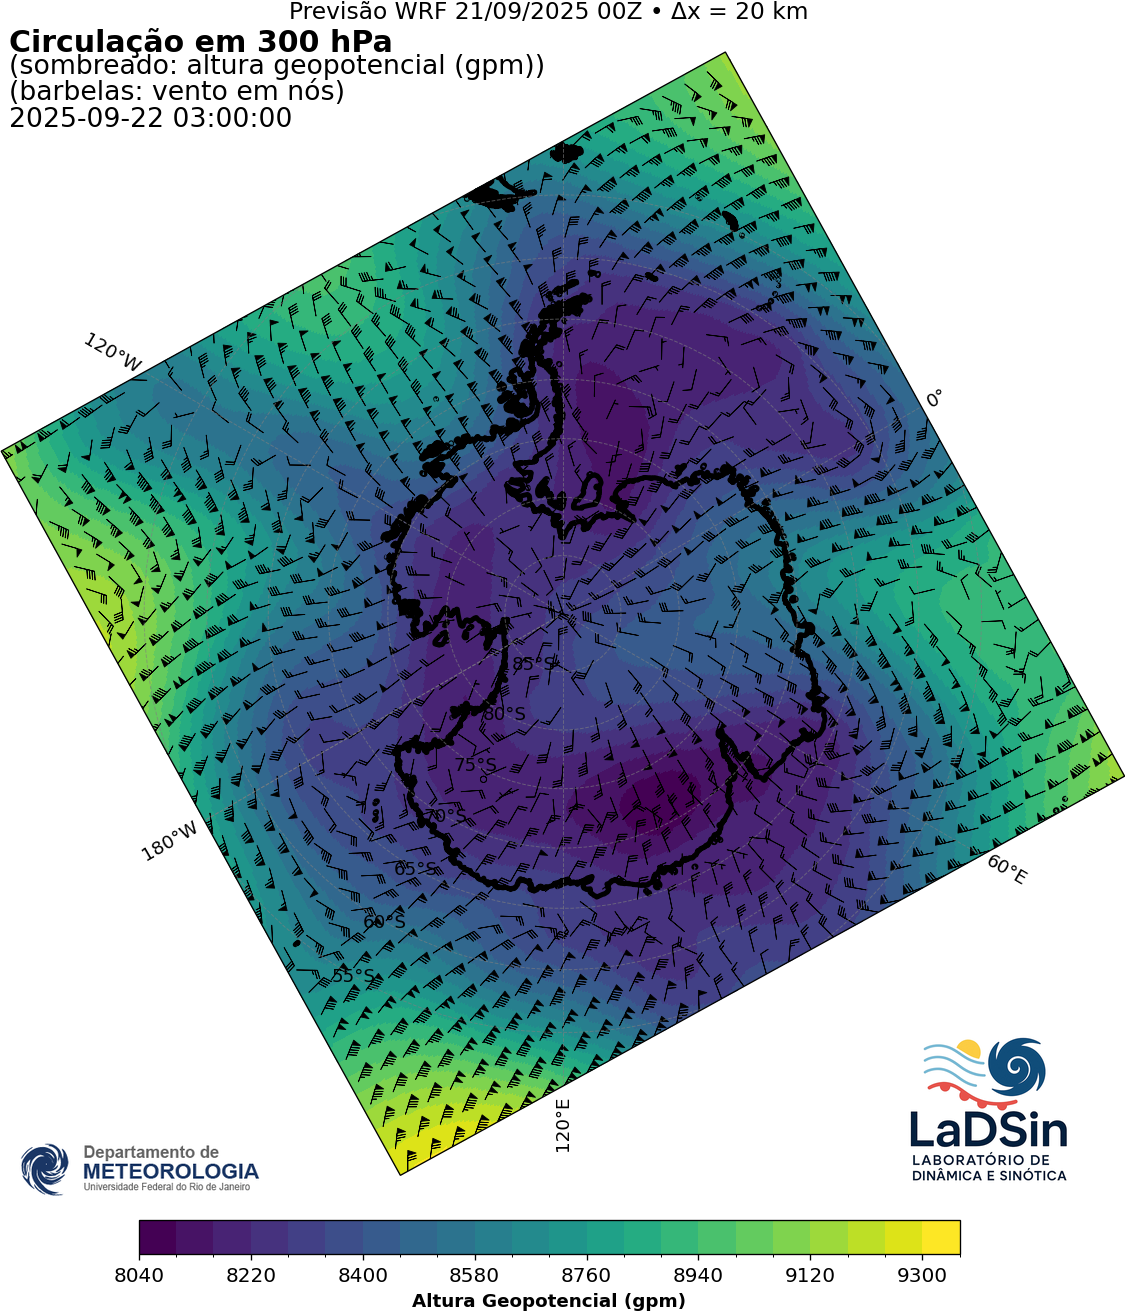 Previsão WRF 21/09/2025 00Z • Δx = 20 km
Circulação em 300 hPa
(sombreado: altura geopotencial (gpm))
(barbelas: vento em nós)
2025-09-22 03:00:00
120°W
0°
85°S
80°S
75°S
70°S
180°W
65°S
60°E
60°S
55°S
120°E
LaDSin
LABORATÓRIO DE
DINÂMICA E SINÓTICA
Departamento de
METEOROLOGIA
Universidade Federal do Rio de Janeiro
8040 8220 8400 8580 8760 8940 9120 9300
Altura Geopotencial (gpm)